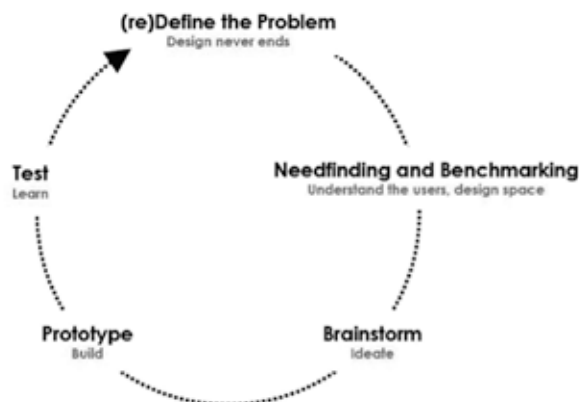 (re)Define the Problem
Design never ends
Needfinding and Benchmarking
Understand the users, design space
Brainstorm
Ideate
Prototype
Build
Test
Learn